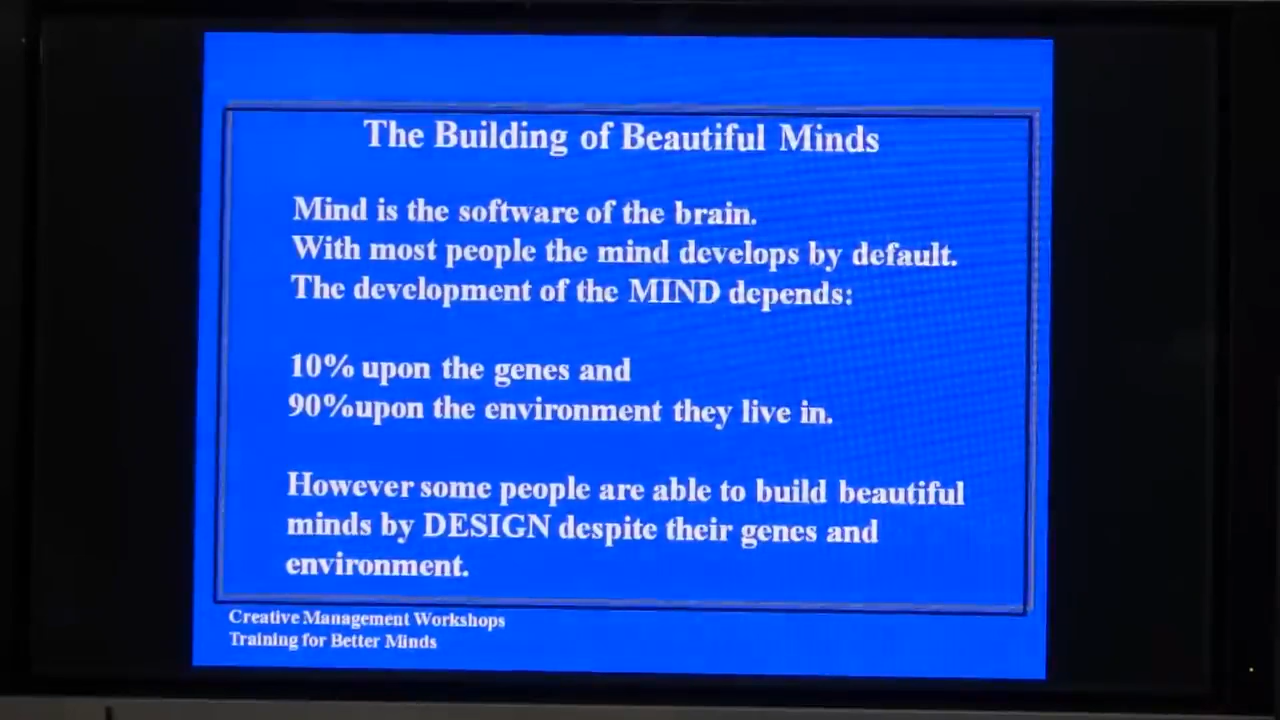 The Building of Beautiful Minds
Mind is the software of the brain.
With most people the mind develops by default.
The development of the MIND depends:
10% upon the genes and
90%upon the environment they live in.
However some people are able to build beautiful
minds by DESIGN despite their genes and
environment.
Creative Management Workshops
Training for Better Minds